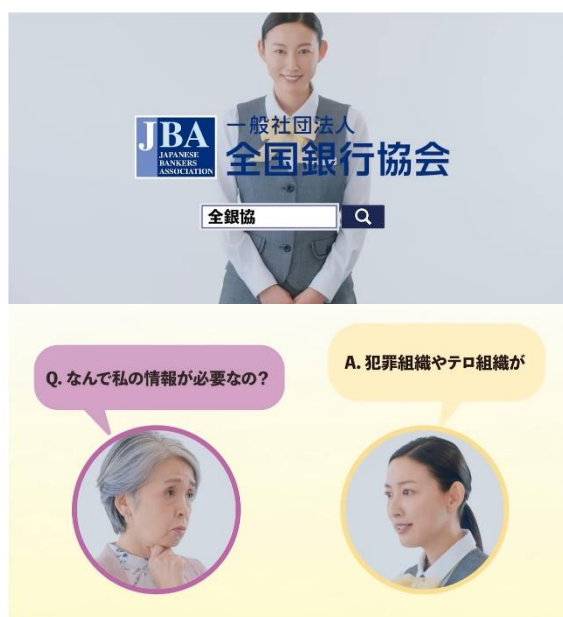 JBA
JAPANESE
BANKERS
ASSOCIATION
一般社団法人
全国銀行協会
全銀協
Q. なんで私の情報が必要なの?
A. 犯罪組織やテロ組織が